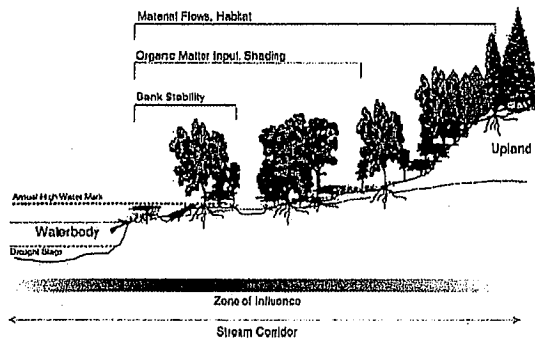 Material Flows, Habitat
Organic Matter Input, Shading
Bank Stability
Upland
Annual High Water Mark
Waterbody
Drought Stage
Zone of Influence
Stream Corridor